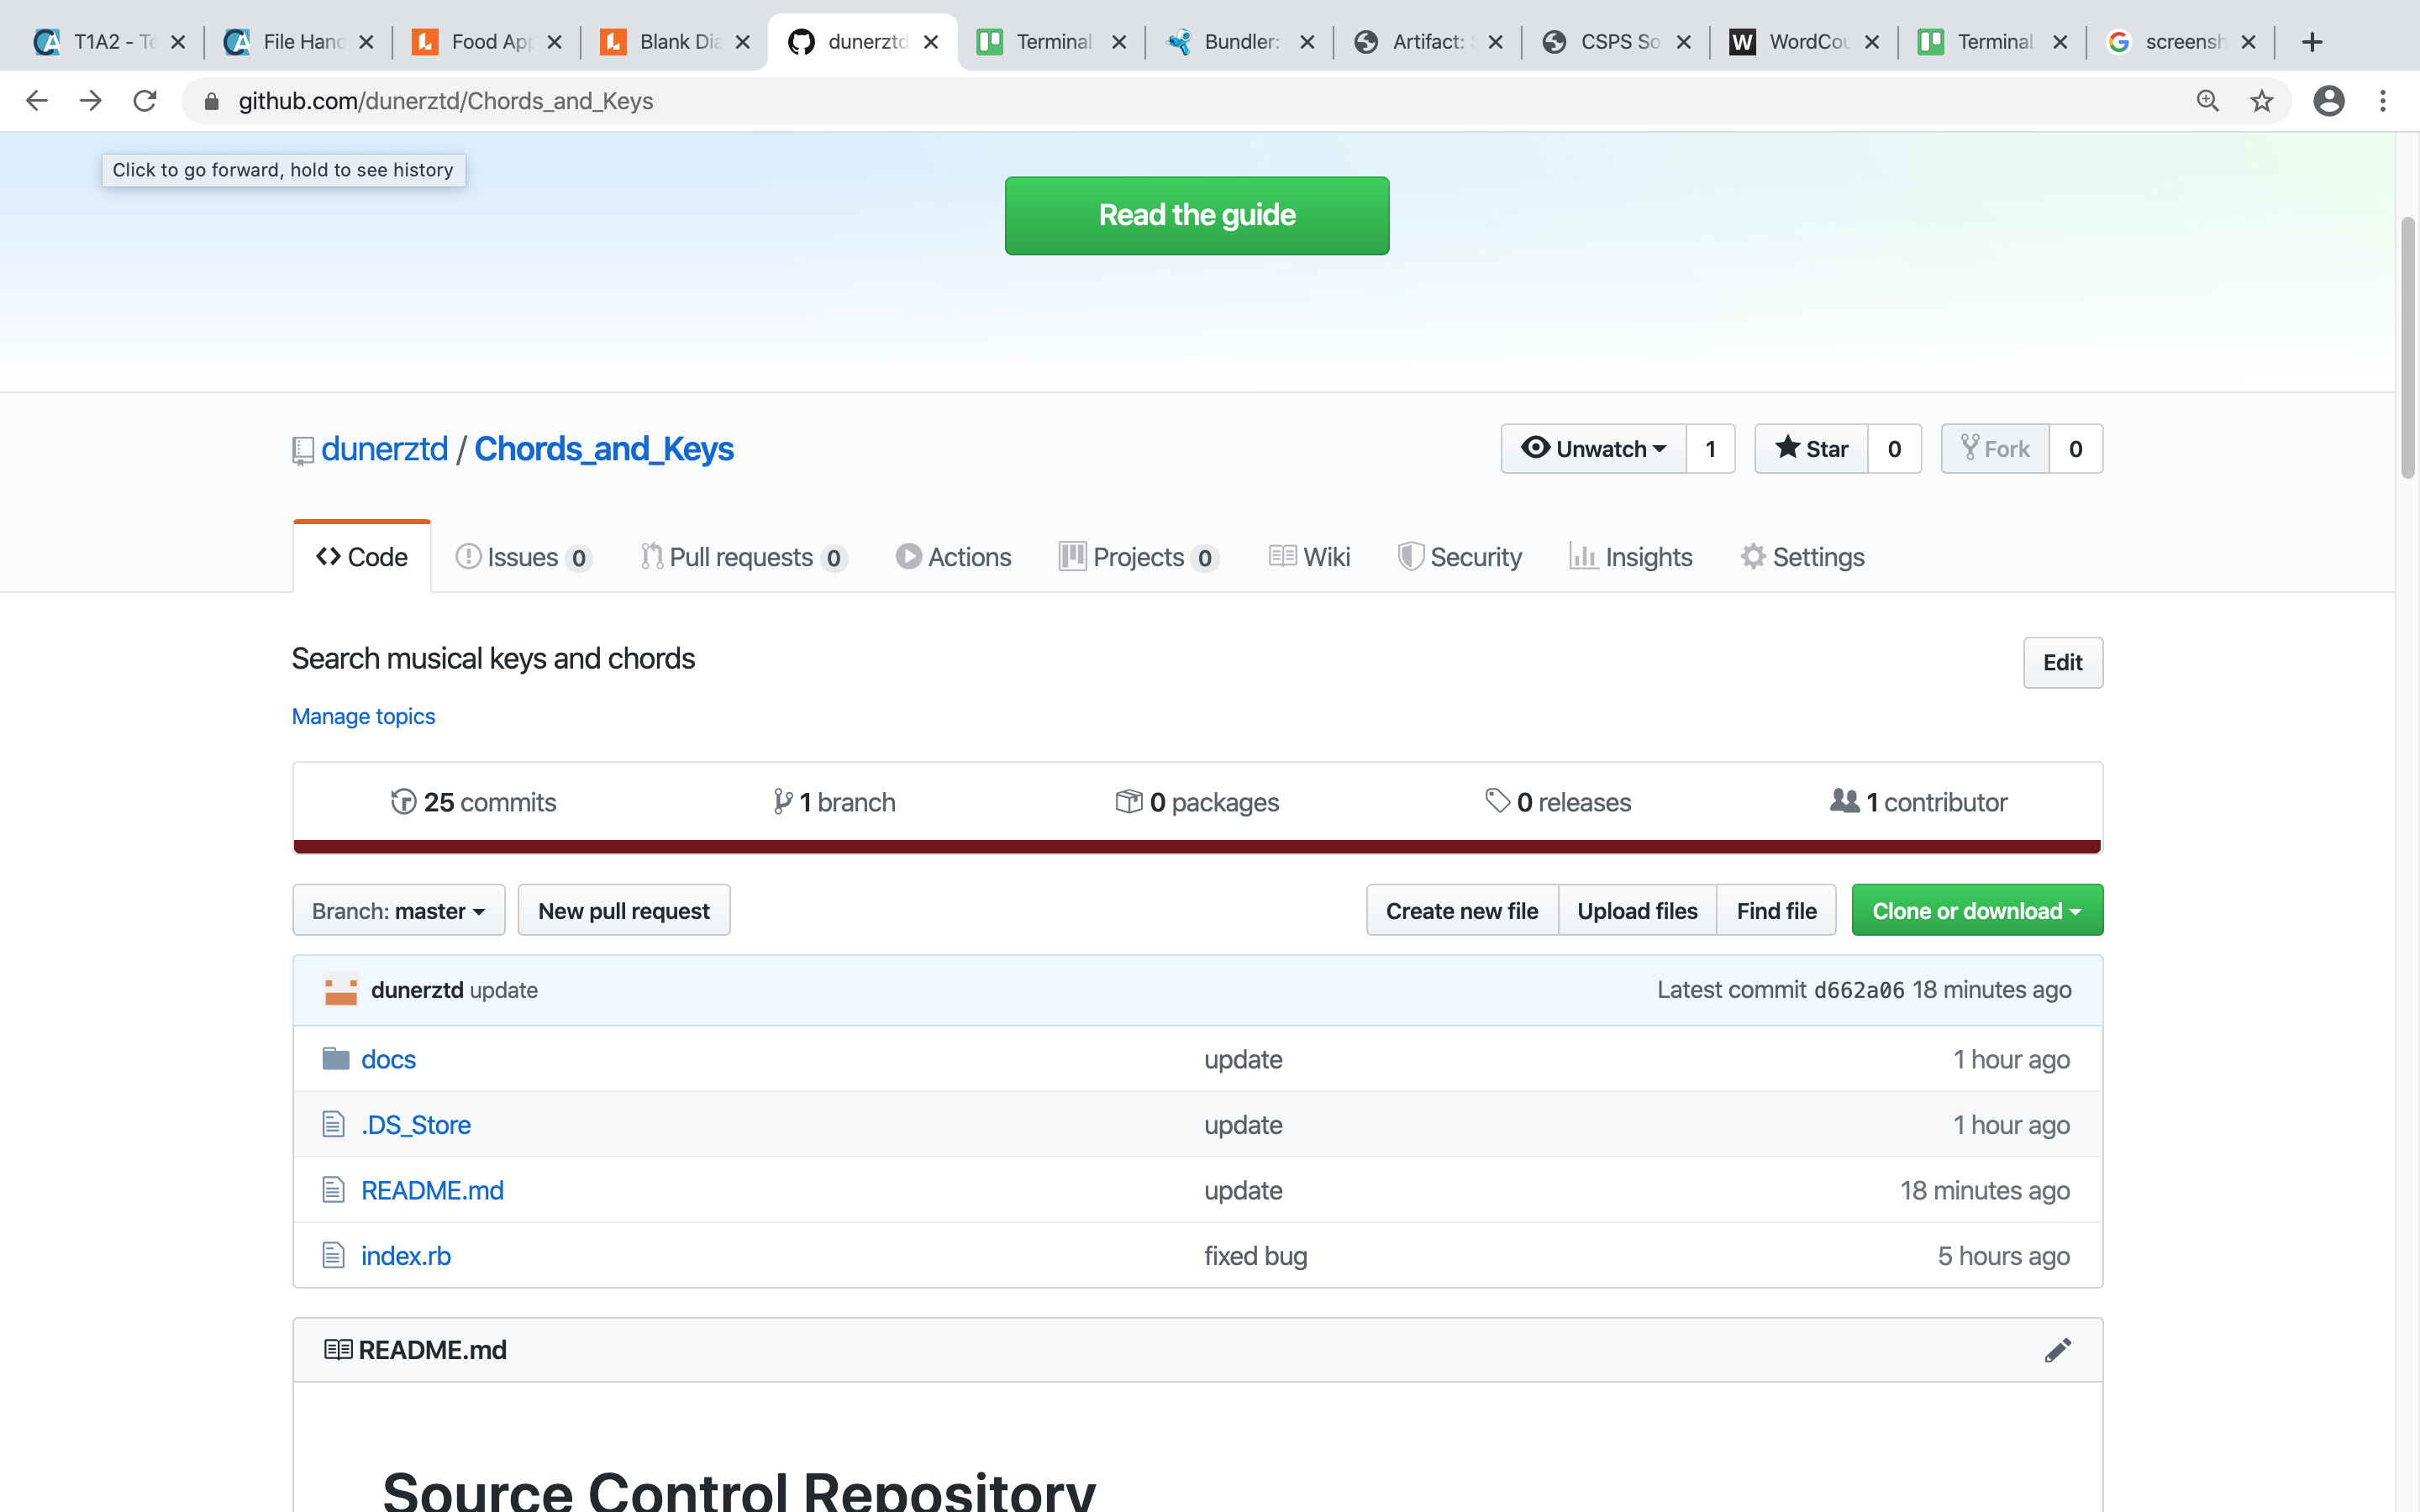 T1A2 - Te
File Hand
Food App
Blank Dia
dunerztd
Terminal
Bundler:
Artifact:
CSPS So
WordCou
Terminal
screensh
github.com/dunerztd/Chords_and_Keys
Click to go forward, hold to see history
Read the guide
dunerztd / Chords_and_Keys
Unwatch 1
Star 0
Fork 0
Code
Issues 0
Pull requests 0
Actions
Projects 0
Wiki
Security
Insights
Settings
Search musical keys and chords
Edit
Manage topics
25 commits
1 branch
0 packages
0 releases
1 contributor
Branch: master
New pull request
Create new file
Upload files
Find file
Clone or download
dunerztd update
Latest commit d662a06 18 minutes ago
docs update 1 hour ago
.DS_Store update 1 hour ago
README.md update 18 minutes ago
index.rb fixed bug 5 hours ago
README.md
Source Control Repository